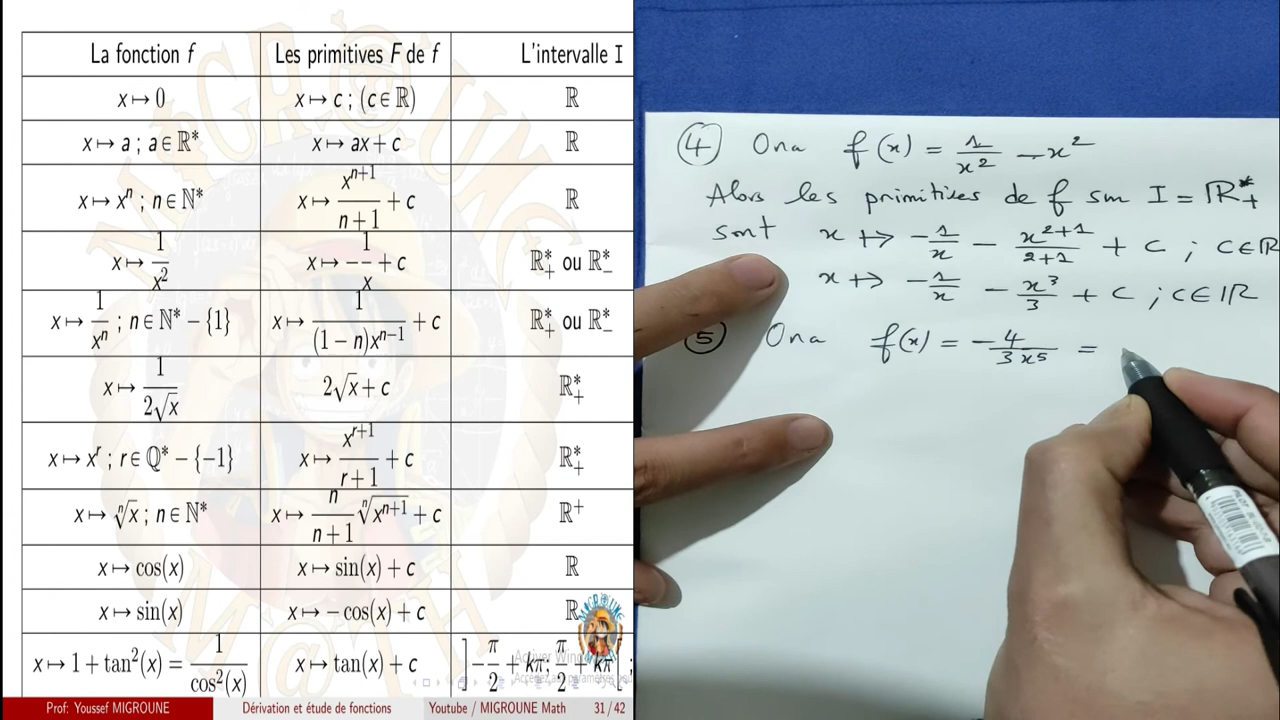 La fonction f Les primitives F de f L'intervalle I
x ↦ 0 x ↦ c ; (c ∈ ℝ) ℝ
x ↦ a ; a ∈ ℝ* x ↦ ax + c ℝ
x ↦ xⁿ ; n ∈ ℕ* x ↦ xⁿ⁺¹/(n+1) + c ℝ
x ↦ 1/x² x ↦ −1/x + c ℝ*₊ ou ℝ*₋
x ↦ 1/xⁿ ; n ∈ ℕ* − {1} x ↦ 1/((1−n)xⁿ⁻¹) + c ℝ*₊ ou ℝ*₋
x ↦ 1/(2√x) 2√x + c ℝ*₊
x ↦ xʳ ; r ∈ ℚ* − {−1} x ↦ xʳ⁺¹/(r+1) + c ℝ*₊
x ↦ ⁿ√x ; n ∈ ℕ* x ↦ n/(n+1) ⁿ√(xⁿ⁺¹) + c ℝ⁺
x ↦ cos(x) x ↦ sin(x) + c ℝ
x ↦ sin(x) x ↦ −cos(x) + c ℝ
x ↦ 1 + tan²(x) = 1/cos²(x) x ↦ tan(x) + c ]−π/2 + kπ; π/2 + kπ[ ;
Prof: Youssef MIGROUNE Dérivation et étude de fonctions Youtube / MIGROUNE Math 31 / 42
④ On a f(x) = 1/x² − x²
Alors les primitives de f sur I = ℝ*₊
sont x ↦ −1/x − x²⁺¹/(2+1) + c ; c ∈ ℝ
x ↦ −1/x − x³/3 + c ; c ∈ ℝ
⑤ On a f(x) = −4/(3x⁵) =